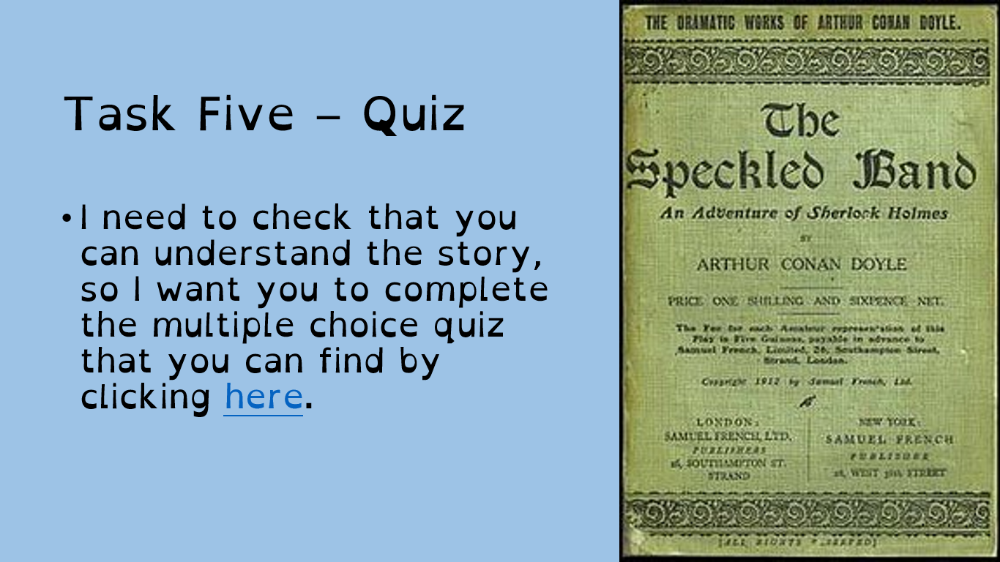 Task Five – Quiz
• I need to check that you
can understand the story,
so I want you to complete
the multiple choice quiz
that you can find by
clicking here.
THE DRAMATIC WORKS OF ARTHUR CONAN DOYLE.
The
Speckled Band
An Adventure of Sherlock Holmes
BY
ARTHUR CONAN DOYLE
PRICE ONE SHILLING AND SIXPENCE NET.
The Fee for each Amateur representation of this
Play is Five Guineas, payable in advance to
Samuel French, Limited, 26, Southampton Street,
Strand, London.
Copyright 1912 by Samuel French, Ltd.
LONDON:
SAMUEL FRENCH, LTD.
PUBLISHERS
26, SOUTHAMPTON ST.
STRAND
NEW YORK:
SAMUEL FRENCH
PUBLISHER
WEST STREET
[ALL RIGHTS